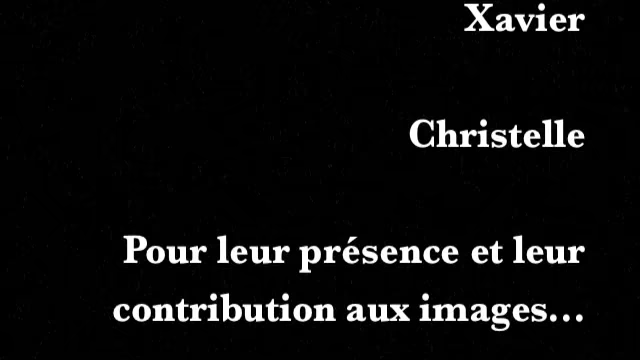 Xavier
Christelle
Pour leur présence et leur
contribution aux images...